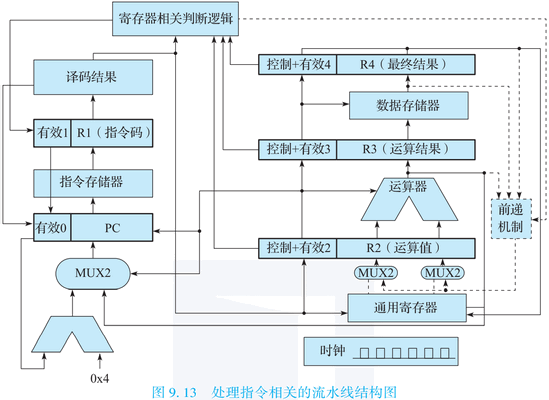 寄存器相关判断逻辑
译码结果
有效1 R1（指令码）
指令存储器
有效0 PC
MUX2
0x4
控制+有效4 R4（最终结果）
数据存储器
控制+有效3 R3（运算结果）
运算器
前递
机制
控制+有效2 R2（运算值）
MUX2 MUX2
通用寄存器
时钟
图 9.13 处理指令相关的流水线结构图